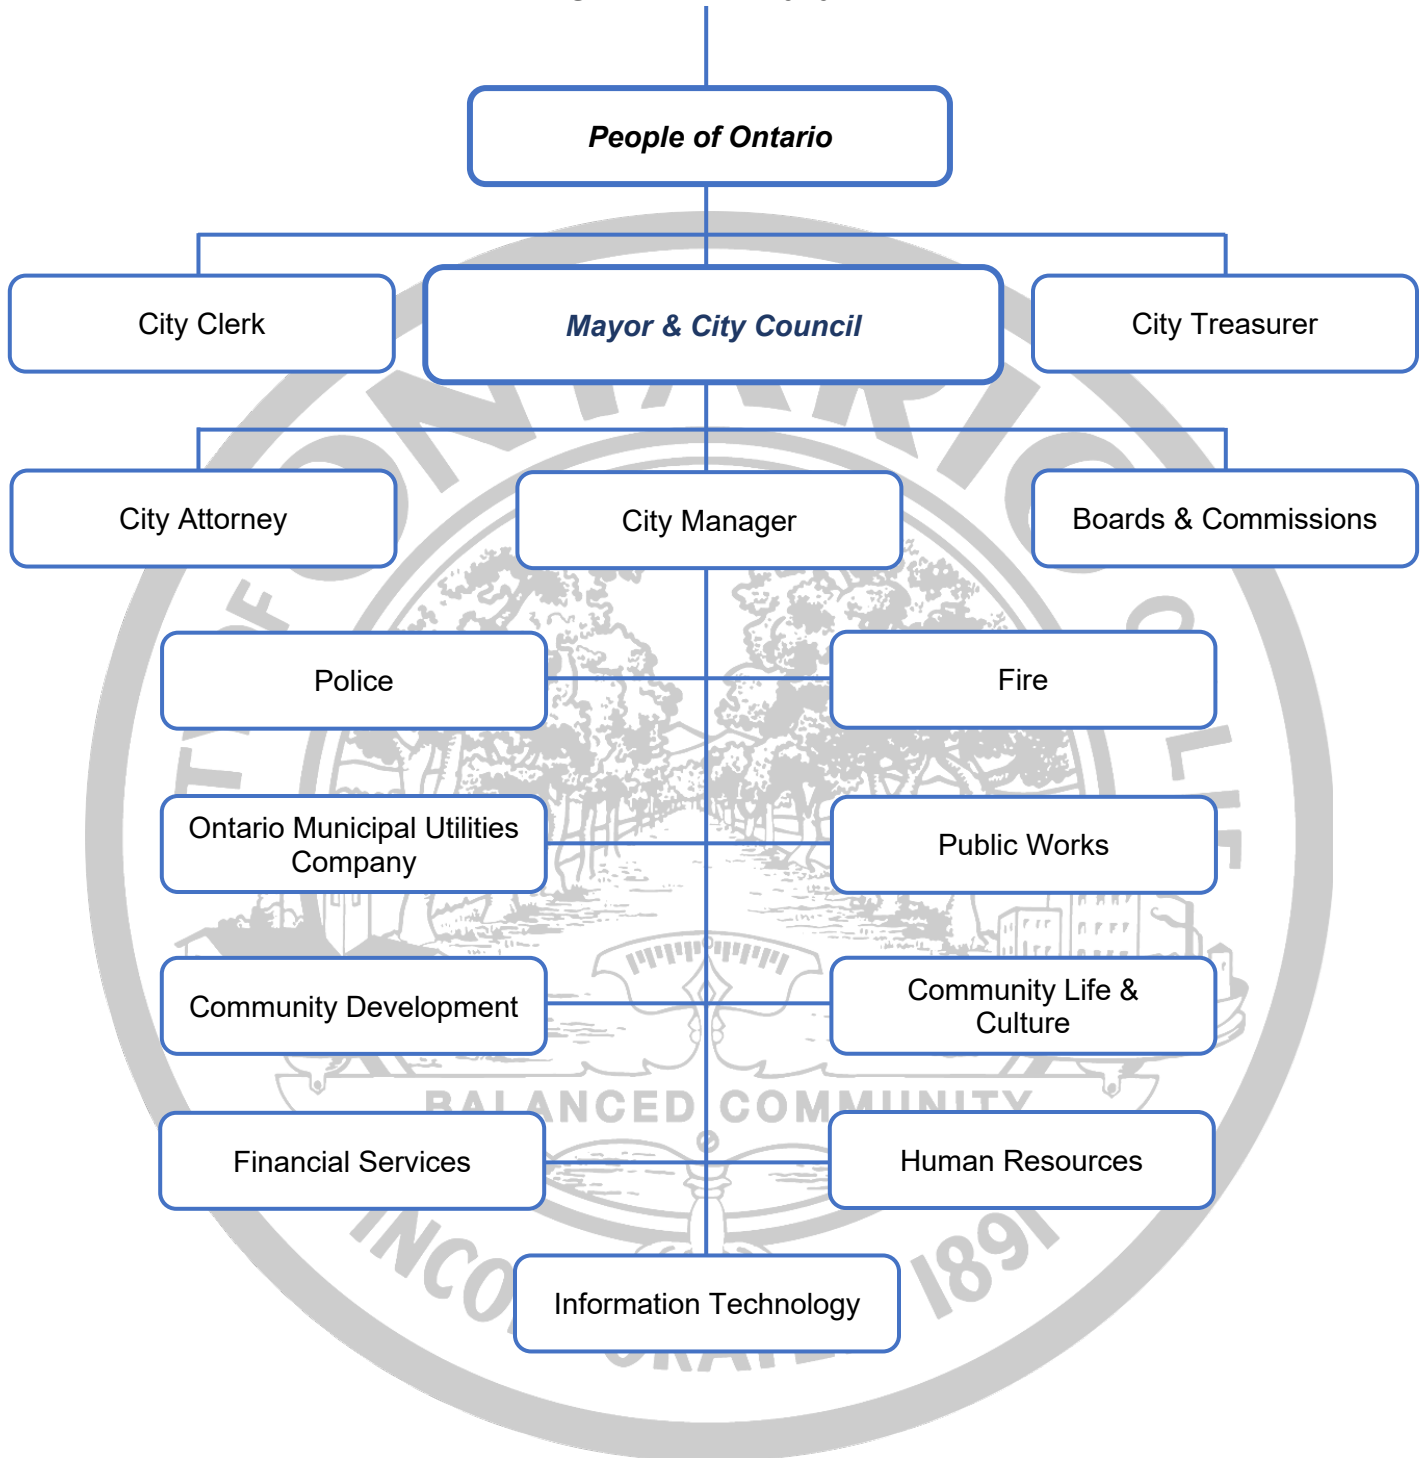 People of Ontario
City Clerk
Mayor & City Council
City Treasurer
City Attorney
City Manager
Boards & Commissions
Police
Fire
Ontario Municipal Utilities
Company
Public Works
Community Development
Community Life &
Culture
BALANCED COMMUNITY
Financial Services
Human Resources
Information Technology
1891